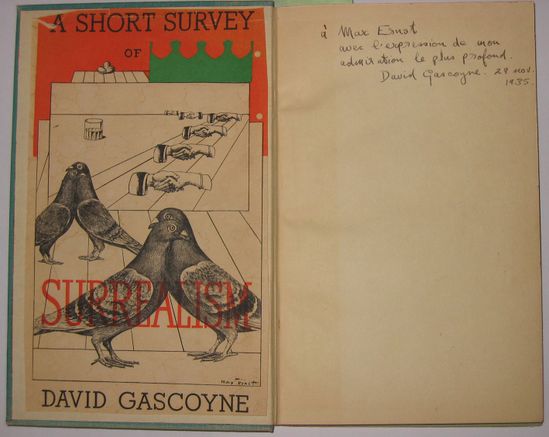 A SHORT SURVEY
OF
SURREALISM
max ernst
DAVID GASCOYNE
à Max Ernst
avec l'expression de mon
admiration le plus profond.
David Gascoyne. 29 nov.
1935.